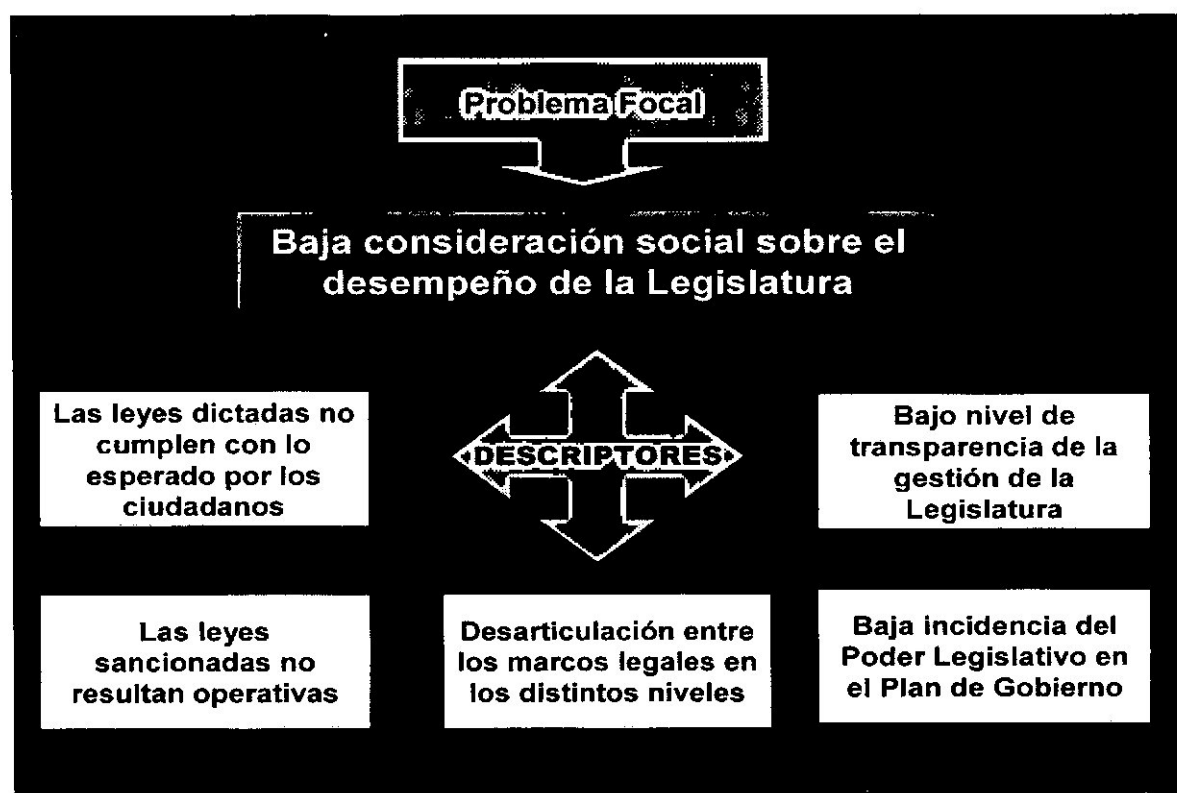 Problema Focal
Baja consideración social sobre el
desempeño de la Legislatura
Las leyes dictadas no
cumplen con lo
esperado por los
ciudadanos
DESCRIPTORES
Bajo nivel de
transparencia de la
gestión de la
Legislatura
Las leyes
sancionadas no
resultan operativas
Desarticulación entre
los marcos legales en
los distintos niveles
Baja incidencia del
Poder Legislativo en
el Plan de Gobierno